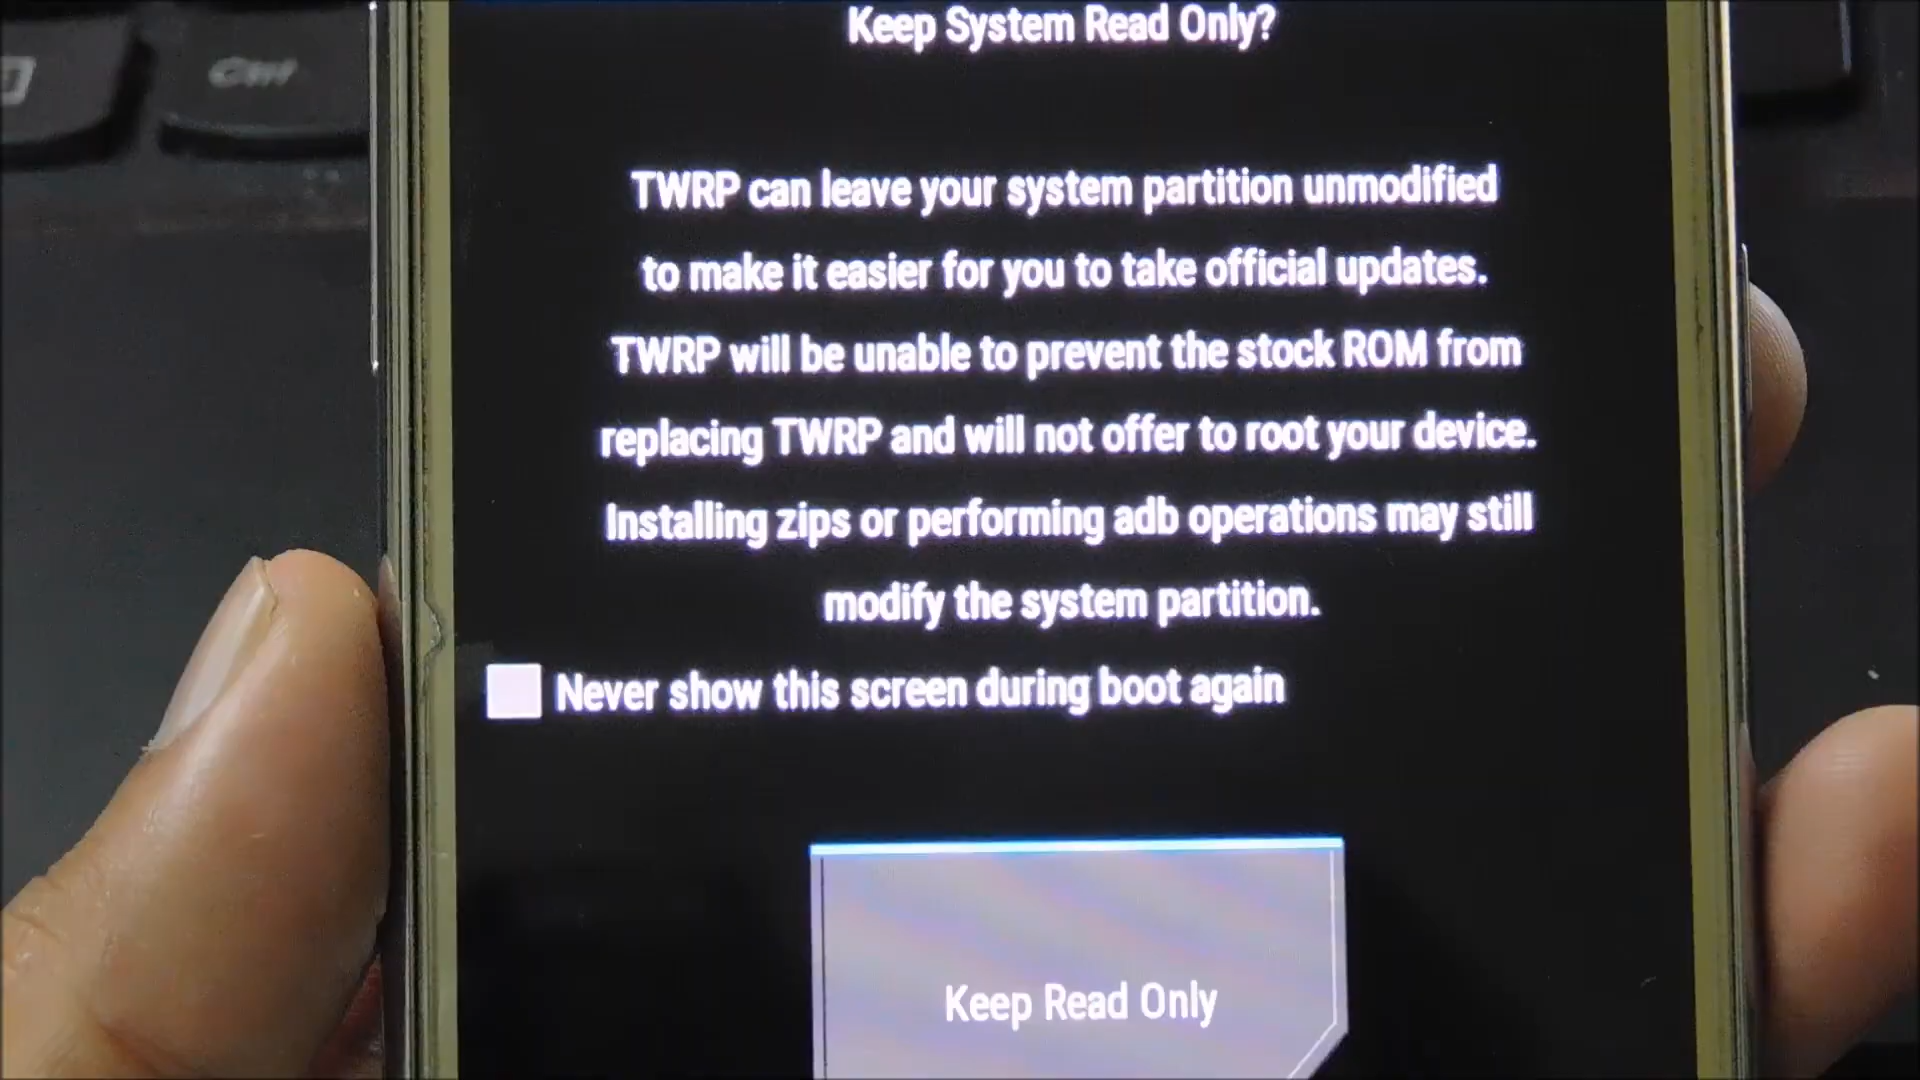 Ctrl
Keep System Read Only?
TWRP can leave your system partition unmodified
to make it easier for you to take official updates.
TWRP will be unable to prevent the stock ROM from
replacing TWRP and will not offer to root your device.
Installing zips or performing adb operations may still
modify the system partition.
Never show this screen during boot again
Keep Read Only